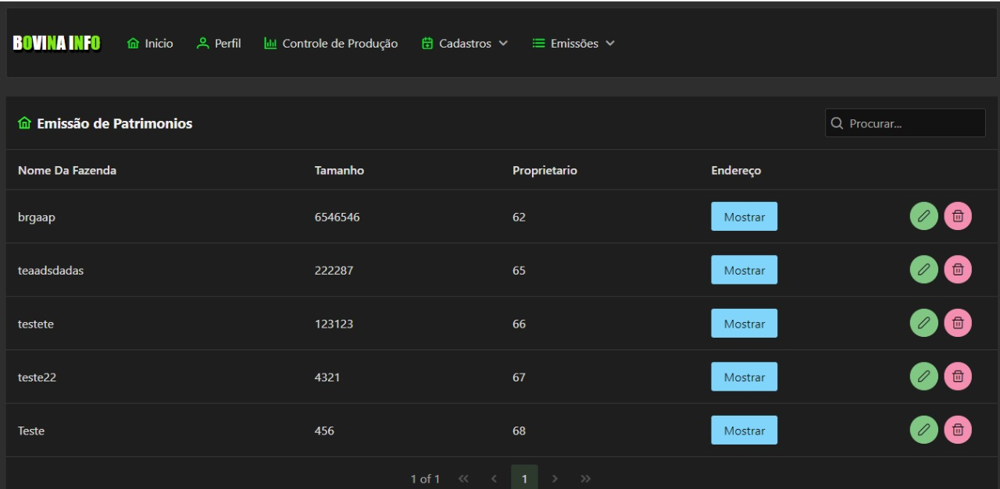 BOVINA INFO Inicio Perfil Controle de Produção Cadastros Emissões
Emissão de Patrimonios Procurar...
Nome Da Fazenda Tamanho Proprietario Endereço
brgaap 6546546 62 Mostrar
teaadsdadas 222287 65 Mostrar
testete 123123 66 Mostrar
teste22 4321 67 Mostrar
Teste 456 68 Mostrar
1 of 1 « ‹ 1 › »